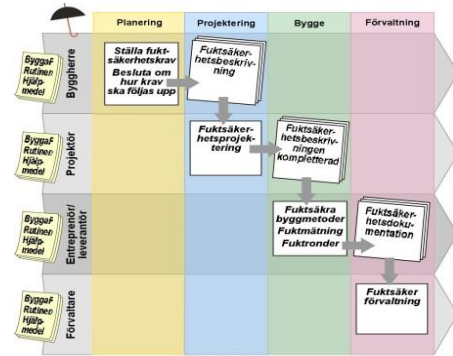 Planering
Projektering
Bygge
Förvaltning
ByggaF
Rutiner
Hjälp-
medel
Byggherre
Ställa fukt-
säkerhetskrav
Besluta om
hur krav
ska följas upp
Fuktsäker-
hetsbeskriv-
ning
ByggaF
Rutiner
Hjälp-
medel
Projektör
Fuktsäker-
hetsprojek-
tering
Fuktsäker-
hetsbeskriv-
ningen
kompletterad
ByggaF
Rutiner
Hjälp-
medel
Entreprenör/
leverantör
Fuktsäkra
byggmetoder
Fuktmätning
Fuktronder
Fuktsäker-
hetsdoku-
mentation
ByggaF
Rutiner
Hjälp-
medel
Förvaltare
Fuktsäker
förvaltning